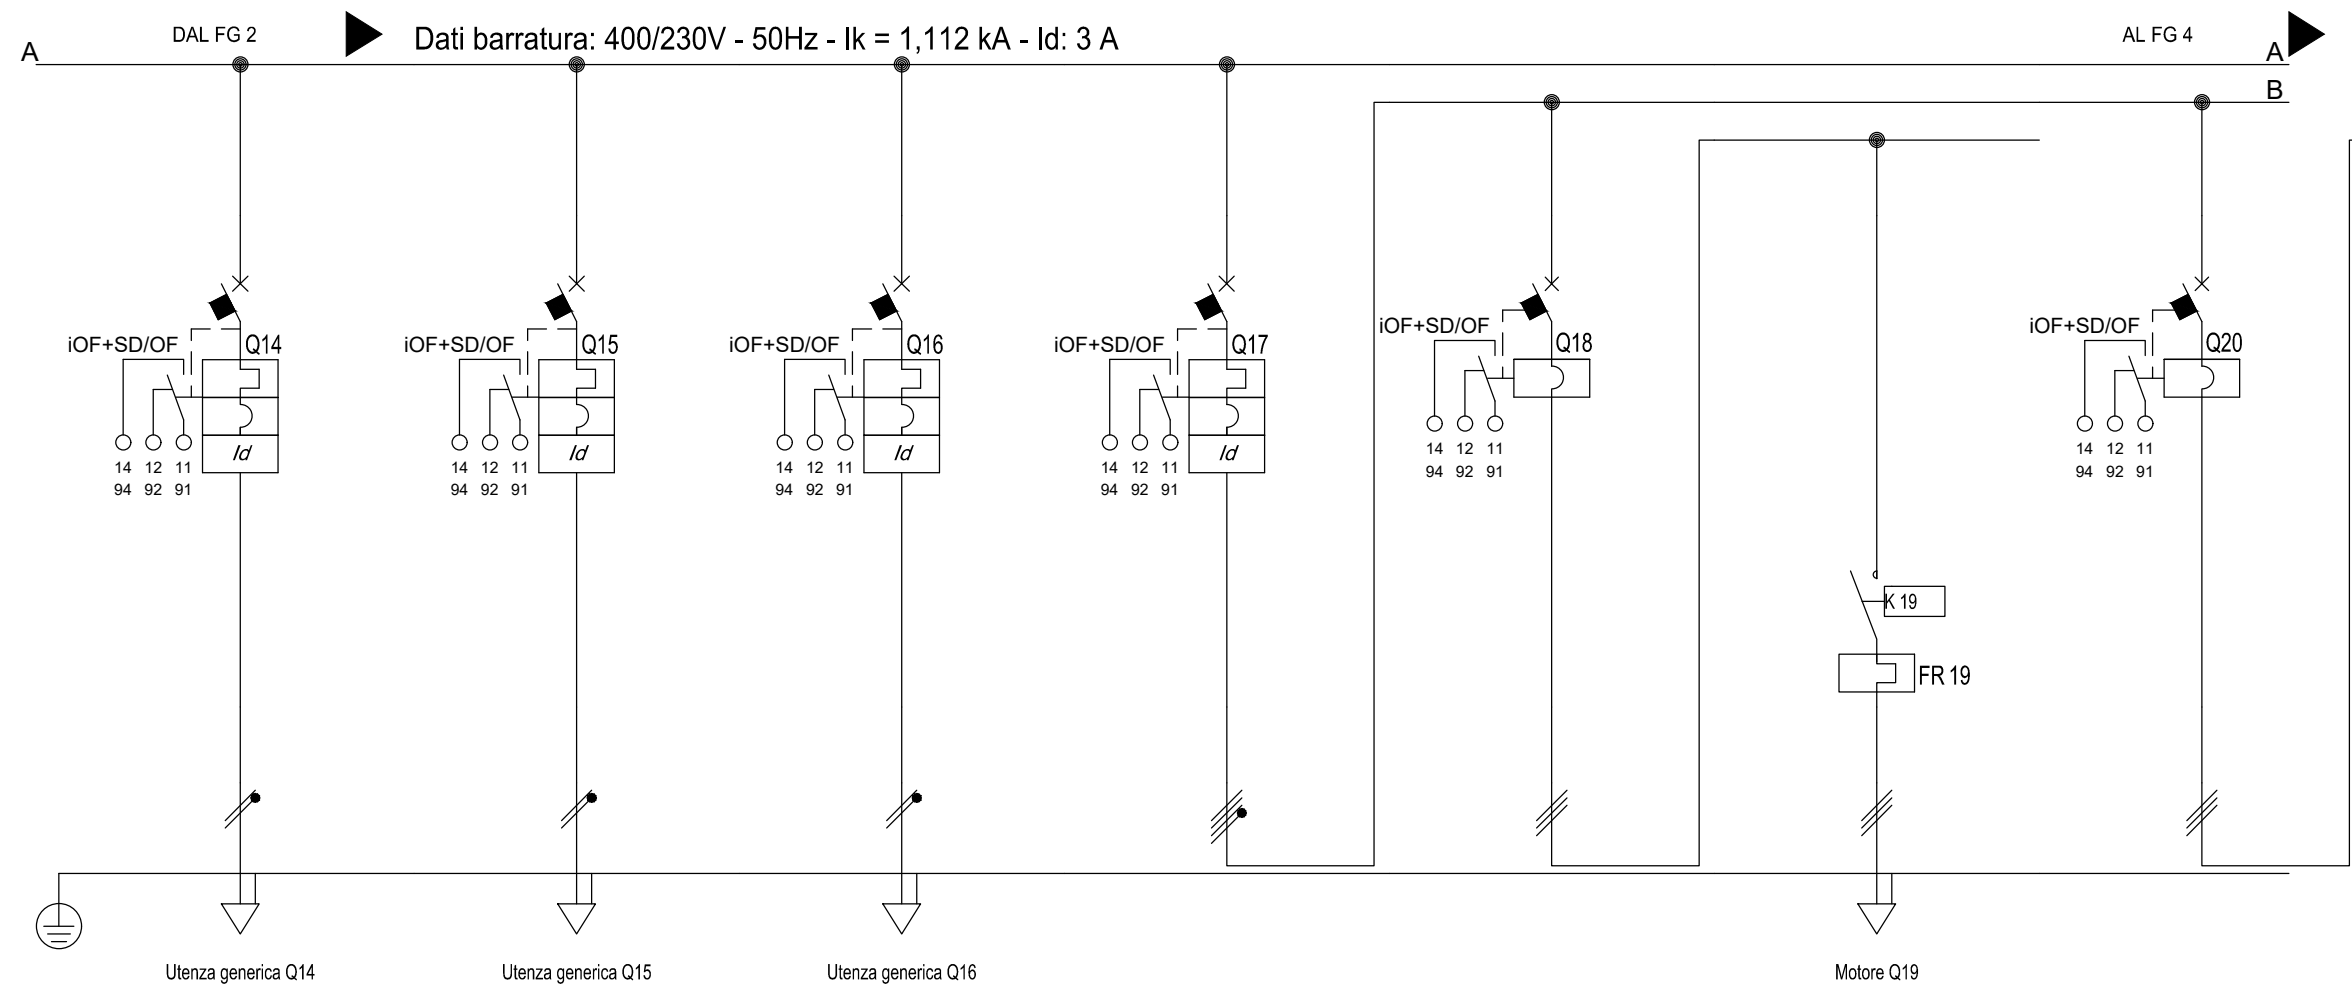 DAL FG 2
Dati barratura: 400/230V - 50Hz - Ik = 1,112 kA - Id: 3 A
AL FG 4
A
A
B
iOF+SD/OF
Q14
iOF+SD/OF
Q15
iOF+SD/OF
Q16
iOF+SD/OF
Q17
iOF+SD/OF
Q18
iOF+SD/OF
Q20
Id
Id
Id
Id
14 12 11
94 92 91
14 12 11
94 92 91
14 12 11
94 92 91
14 12 11
94 92 91
14 12 11
94 92 91
14 12 11
94 92 91
K 19
FR 19
Utenza generica Q14
Utenza generica Q15
Utenza generica Q16
Motore Q19